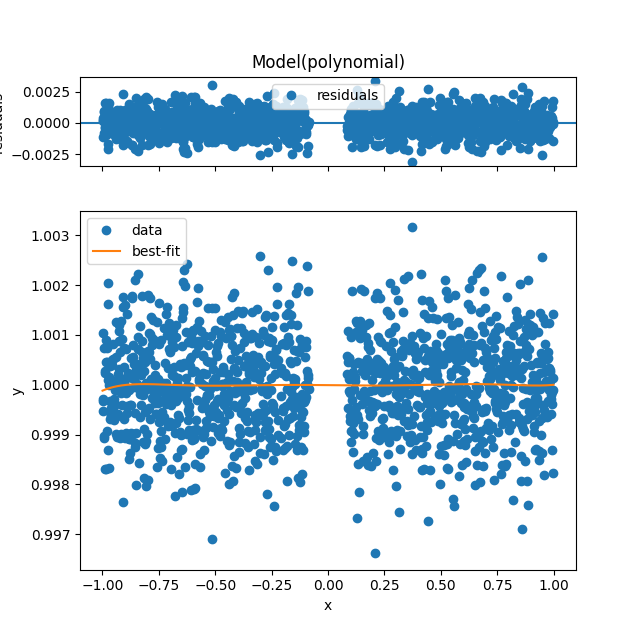 Model(polynomial)
0.0025
0.0000
−0.0025
residuals
residuals
1.003
1.002
1.001
1.000
0.999
0.998
0.997
y
data
best-fit
−1.00 −0.75 −0.50 −0.25 0.00 0.25 0.50 0.75 1.00
x